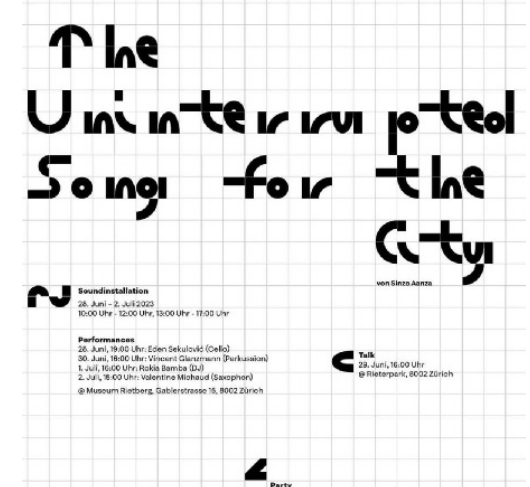 The
Uninterrupted
Song for the
City
von Sinzo Aanza
Soundinstallation
28. Juni – 2. Juli 2023
10:00 Uhr - 12:00 Uhr, 13:00 Uhr - 17:00 Uhr
Performances
28. Juni, 19:00 Uhr: Eden Sekulović (Cello)
30. Juni, 16:00 Uhr: Vincent Glanzmann (Perkussion)
1. Juli, 16:00 Uhr: Rokia Bamba (DJ)
2. Juli, 16:00 Uhr: Valentine Michaud (Saxophon)
@ Museum Rietberg, Gablerstrasse 15, 8002 Zürich
Talk
29. Juni, 16:00 Uhr
@ Rieterpark, 8002 Zürich
Party